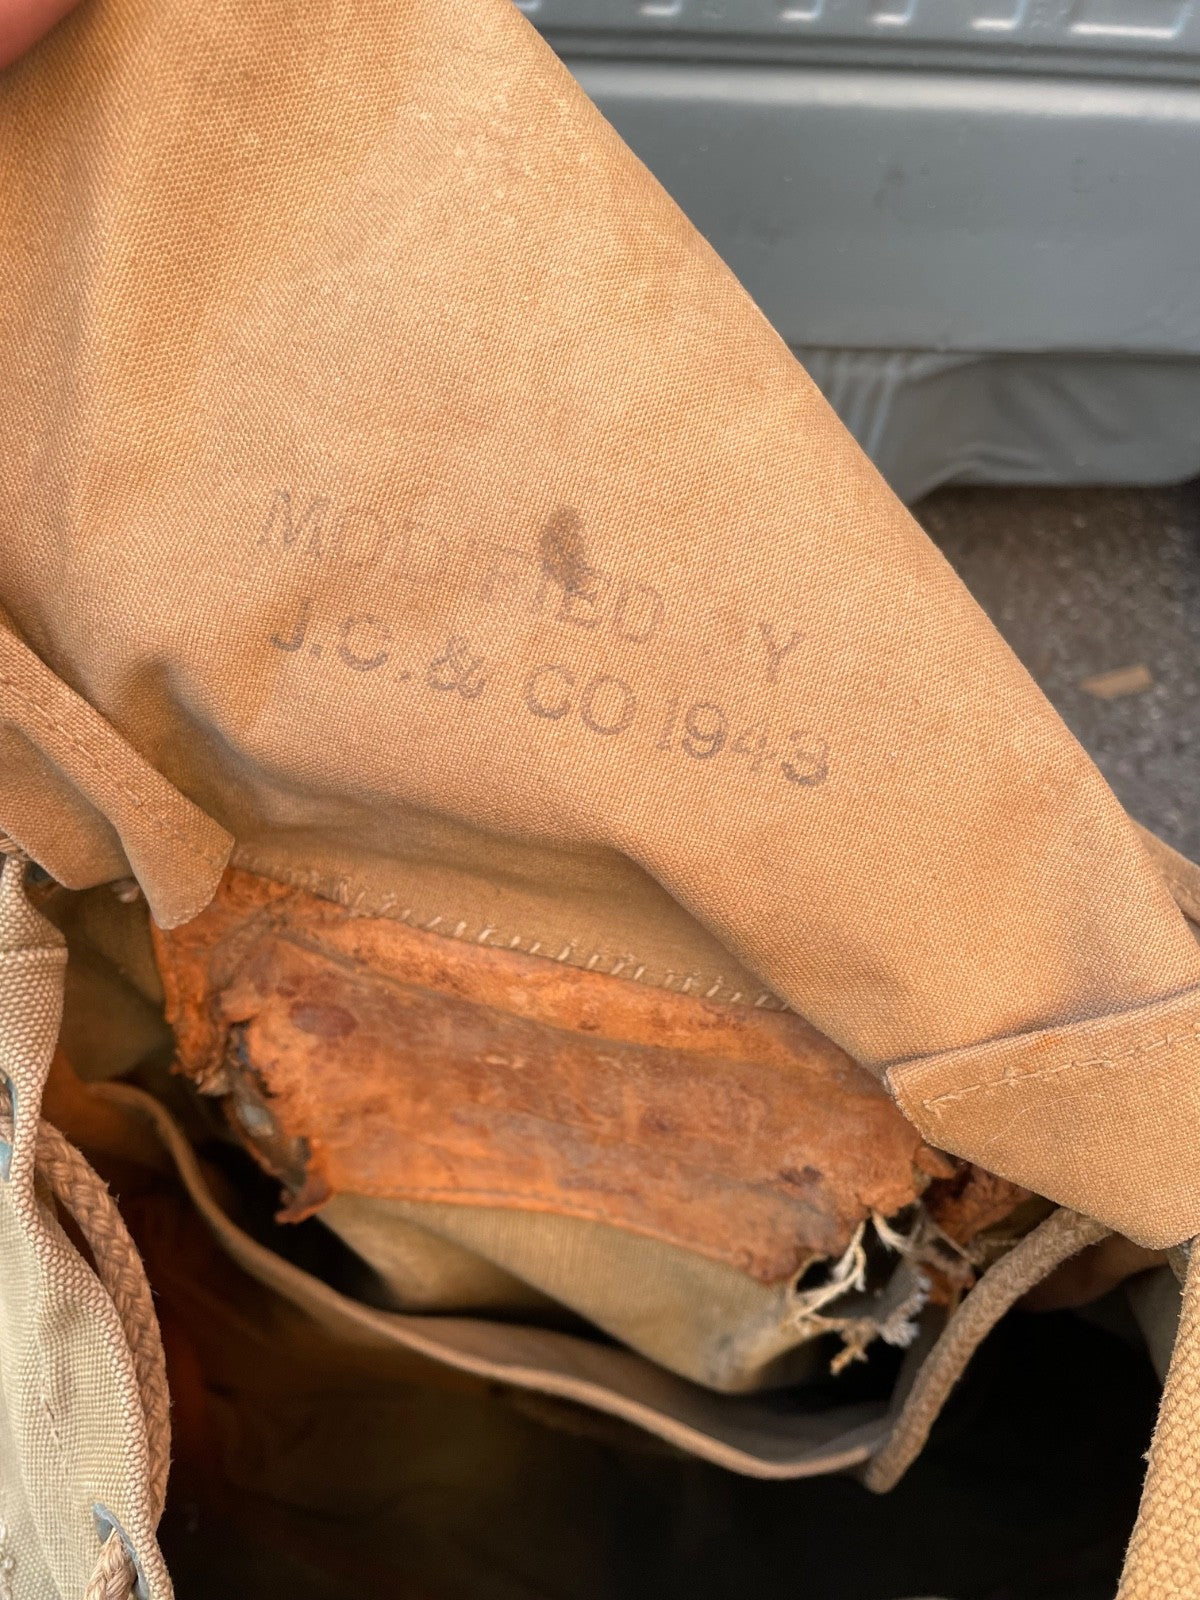 MODIFIED BY
J.C. & CO 1943